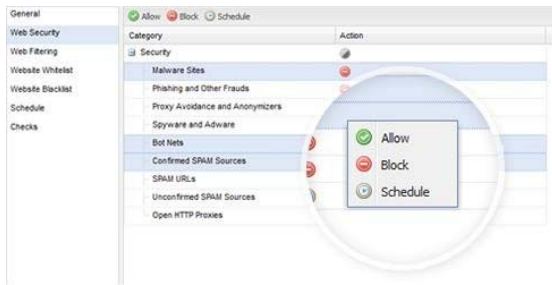 General
Web Security
Web Filtering
Website Whitelist
Website Blacklist
Schedule
Checks
Allow Block Schedule
Category Action
Security
Malware Sites
Phishing and Other Frauds
Proxy Avoidance and Anonymizers
Spyware and Adware
Bot Nets
Confirmed SPAM Sources
SPAM URLs
Unconfirmed SPAM Sources
Open HTTP Proxies
Allow
Block
Schedule